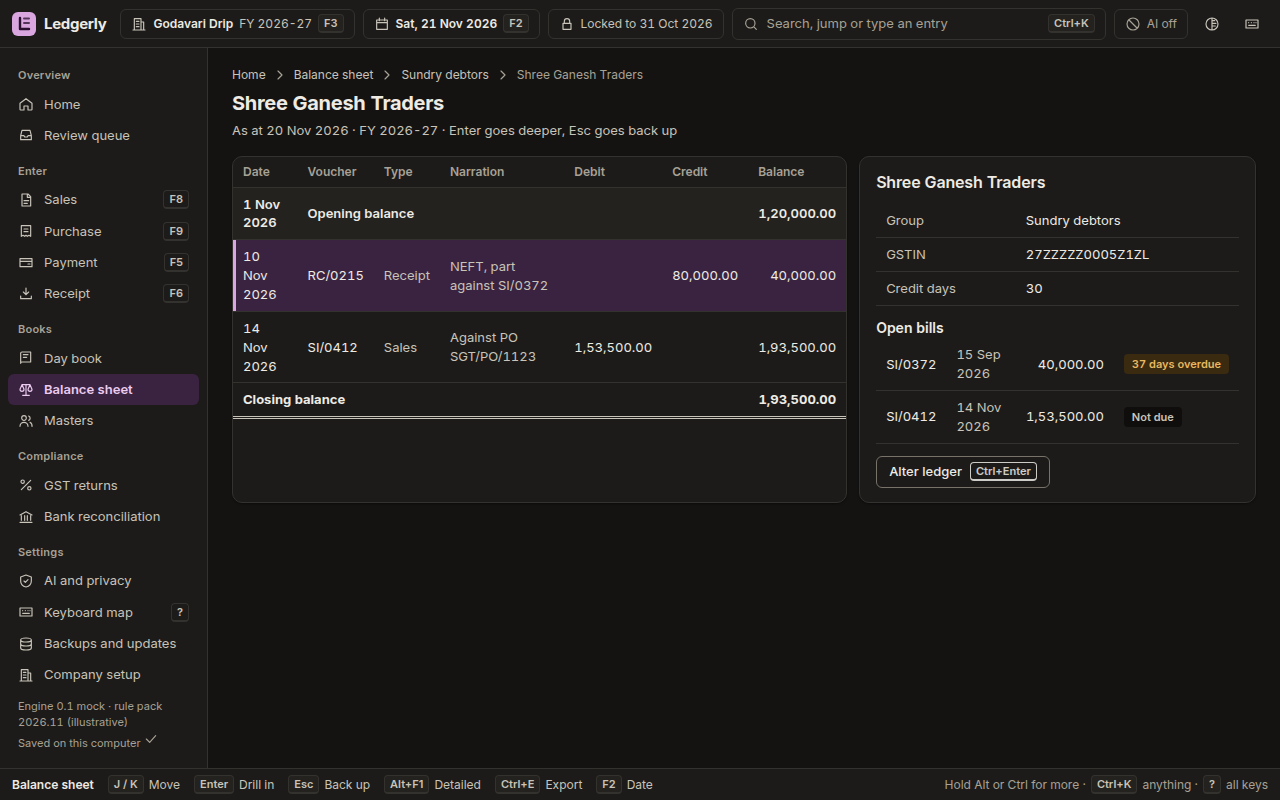 Ledgerly
Godavari Drip FY 2026-27 F3
Sat, 21 Nov 2026 F2
Locked to 31 Oct 2026
Search, jump or type an entry Ctrl+K
AI off
Overview
Home
Review queue
Enter
Sales F8
Purchase F9
Payment F5
Receipt F6
Books
Day book
Balance sheet
Masters
Compliance
GST returns
Bank reconciliation
Settings
AI and privacy
Keyboard map ?
Backups and updates
Company setup
Engine 0.1 mock · rule pack
2026.11 (illustrative)
Saved on this computer
Home > Balance sheet > Sundry debtors > Shree Ganesh Traders
Shree Ganesh Traders
As at 20 Nov 2026 · FY 2026-27 · Enter goes deeper, Esc goes back up
Date Voucher Type Narration Debit Credit Balance
1 Nov
2026
Opening balance 1,20,000.00
10
Nov
2026
RC/0215 Receipt
NEFT, part
against SI/0372
80,000.00 40,000.00
14
Nov
2026
SI/0412 Sales
Against PO
SGT/PO/1123
1,53,500.00 1,93,500.00
Closing balance 1,93,500.00
Shree Ganesh Traders
Group Sundry debtors
GSTIN 27ZZZZZ0005Z1ZL
Credit days 30
Open bills
SI/0372
15 Sep
2026
40,000.00 37 days overdue
SI/0412
14 Nov
2026
1,53,500.00 Not due
Alter ledger Ctrl+Enter
Balance sheet J / K Move Enter Drill in Esc Back up Alt+F1 Detailed Ctrl+E Export F2 Date
Hold Alt or Ctrl for more · Ctrl+K anything · ? all keys